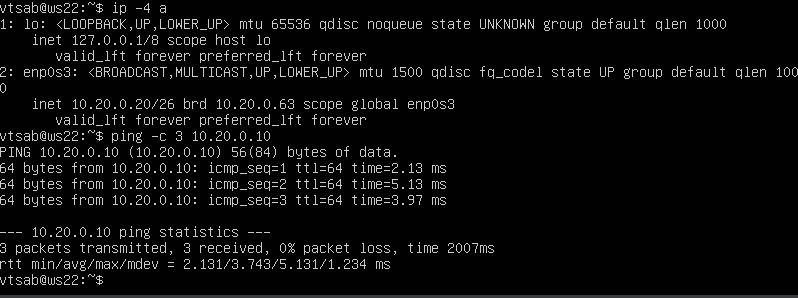 vtsab@ws22:~$ ip -4 a
1: lo: <LOOPBACK,UP,LOWER_UP> mtu 65536 qdisc noqueue state UNKNOWN group default qlen 1000
    inet 127.0.0.1/8 scope host lo
       valid_lft forever preferred_lft forever
2: enp0s3: <BROADCAST,MULTICAST,UP,LOWER_UP> mtu 1500 qdisc fq_codel state UP group default qlen 100
0
    inet 10.20.0.20/26 brd 10.20.0.63 scope global enp0s3
       valid_lft forever preferred_lft forever
vtsab@ws22:~$ ping -c 3 10.20.0.10
PING 10.20.0.10 (10.20.0.10) 56(84) bytes of data.
64 bytes from 10.20.0.10: icmp_seq=1 ttl=64 time=2.13 ms
64 bytes from 10.20.0.10: icmp_seq=2 ttl=64 time=5.13 ms
64 bytes from 10.20.0.10: icmp_seq=3 ttl=64 time=3.97 ms

--- 10.20.0.10 ping statistics ---
3 packets transmitted, 3 received, 0% packet loss, time 2007ms
rtt min/avg/max/mdev = 2.131/3.743/5.131/1.234 ms
vtsab@ws22:~$